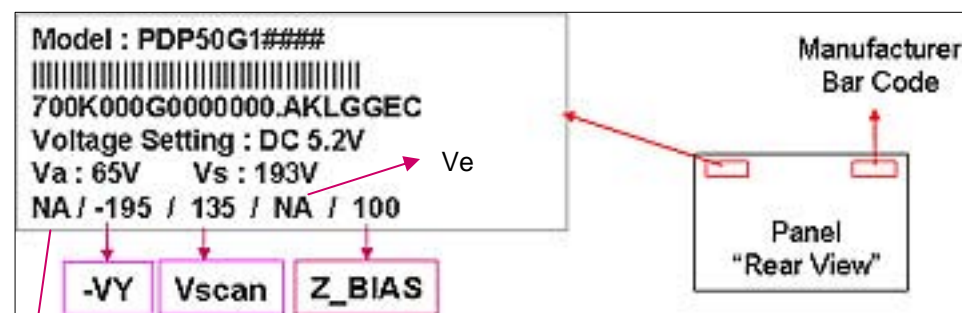 Model : PDP50G1####
700K000G0000000.AKLGGEC
Voltage Setting : DC 5.2V
Va : 65V Vs : 193V
NA / -195 / 135 / NA / 100
Ve
-VY
Vscan
Z_BIAS
Manufacturer
Bar Code
Panel
“Rear View”